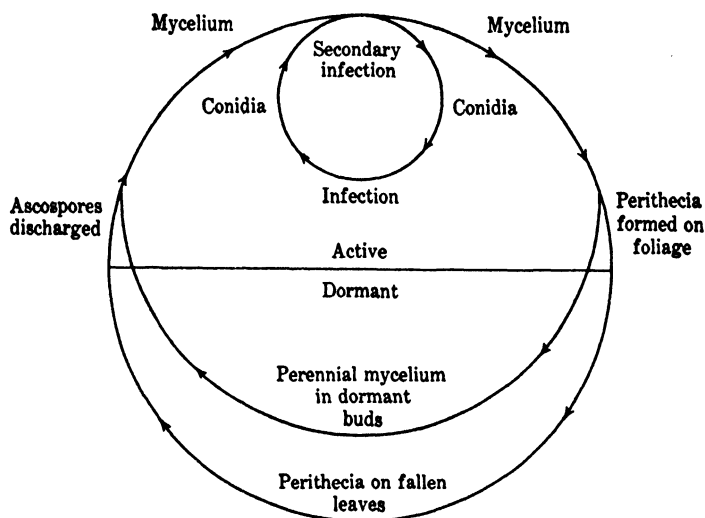 Mycelium
Mycelium
Secondary
infection
Conidia
Conidia
Infection
Ascospores
discharged
Perithecia
formed on
foliage
Active
Dormant
Perennial mycelium
in dormant
buds
Perithecia on fallen
leaves